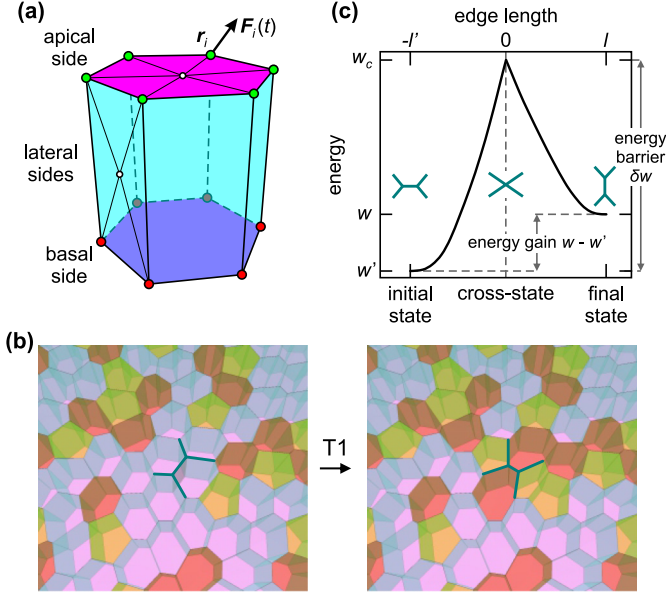 (a)
apical
side
r_i
F_i(t)
lateral
sides
basal
side
(c)
edge length
-l'
0
l
w_c
w
w'
energy
energy
barrier
δw
energy gain w - w'
initial
state
cross-state
final
state
(b)
T1